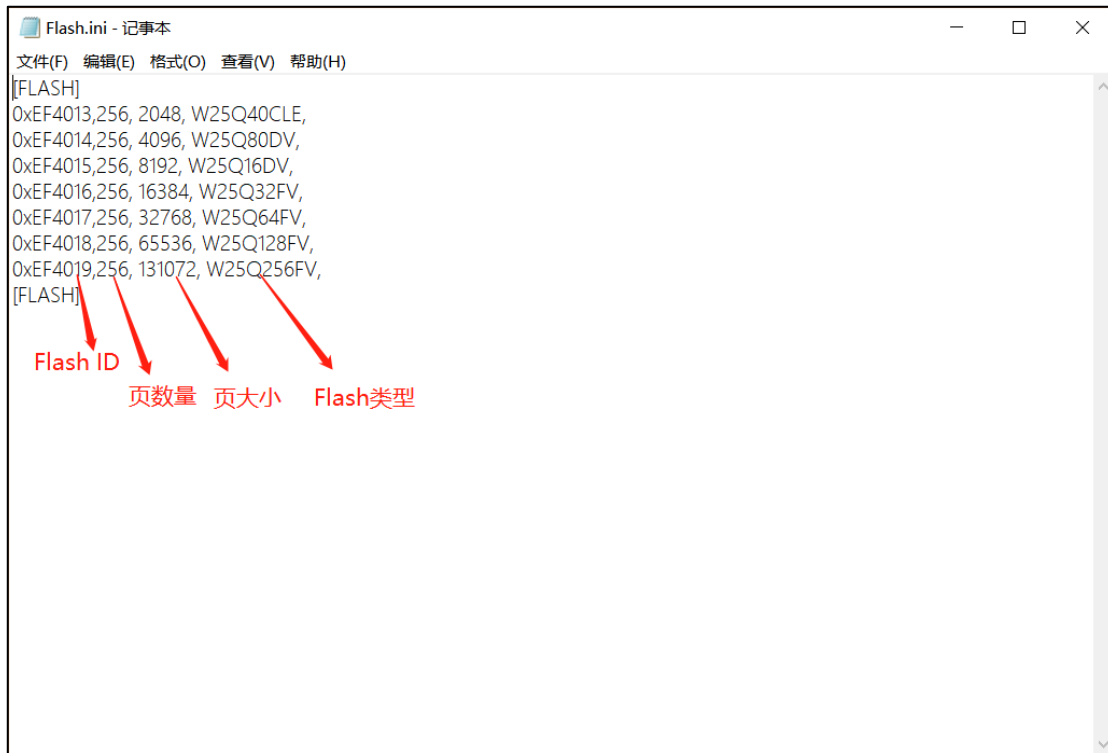 Flash.ini - 记事本
文件(F) 编辑(E) 格式(O) 查看(V) 帮助(H)
[FLASH]
0xEF4013,256, 2048, W25Q40CLE,
0xEF4014,256, 4096, W25Q80DV,
0xEF4015,256, 8192, W25Q16DV,
0xEF4016,256, 16384, W25Q32FV,
0xEF4017,256, 32768, W25Q64FV,
0xEF4018,256, 65536, W25Q128FV,
0xEF4019,256, 131072, W25Q256FV,
[FLASH]
Flash ID
页数量 页大小 Flash类型